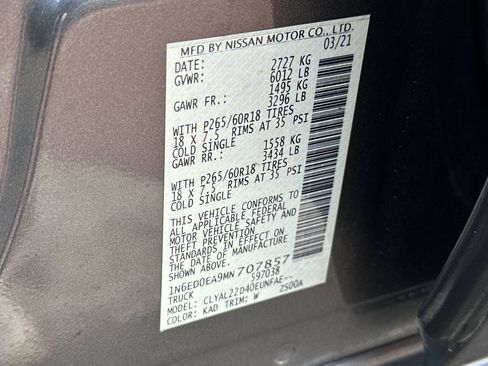 MFD BY NISSAN MOTOR CO., LTD.
DATE: 03/21
GVWR: 2727 KG
6012 LB
GAWR FR.: 1495 KG
3296 LB
WITH P265/60R18 TIRES
18 X 7.5 RIMS AT 35 PSI
COLD SINGLE
GAWR RR.: 1558 KG
3434 LB
WITH P265/60R18 TIRES
18 X 7.5 RIMS AT 35 PSI
COLD SINGLE
THIS VEHICLE CONFORMS TO
ALL APPLICABLE FEDERAL
MOTOR VEHICLE SAFETY AND
THEFT PREVENTION
STANDARDS IN EFFECT ON
THE DATE OF MANUFACTURE
SHOWN ABOVE.
1N6ED0EA9MN707857
TRUCK 597038
MODEL: CLYAL22D40EUNFAE--
COLOR: KAD TRIM: W ZS00A